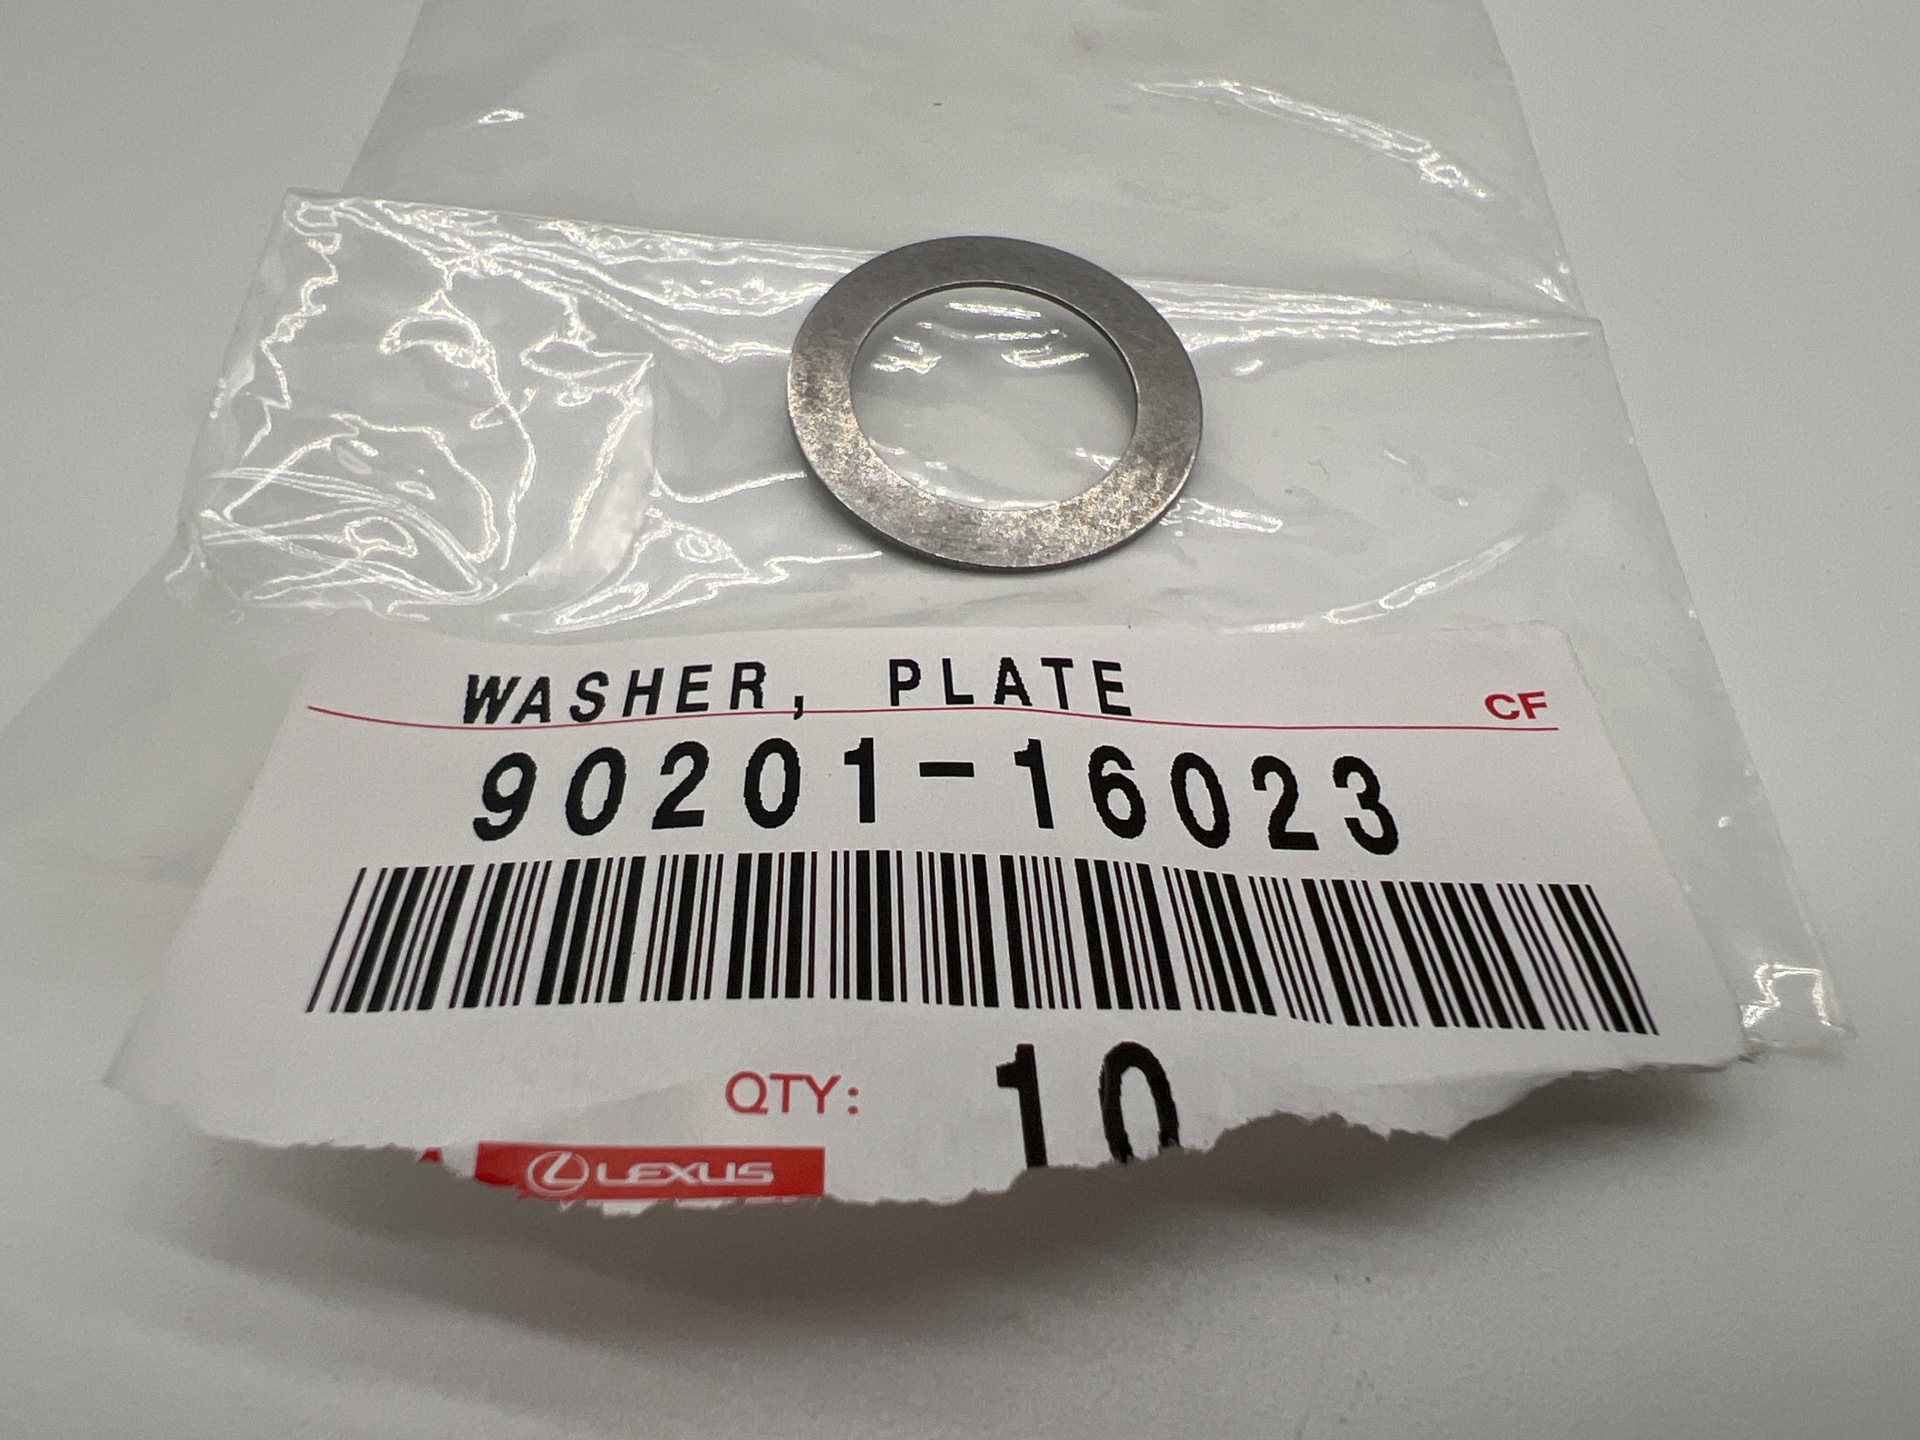 WASHER, PLATE
CF
90201-16023
QTY: 10
LEXUS